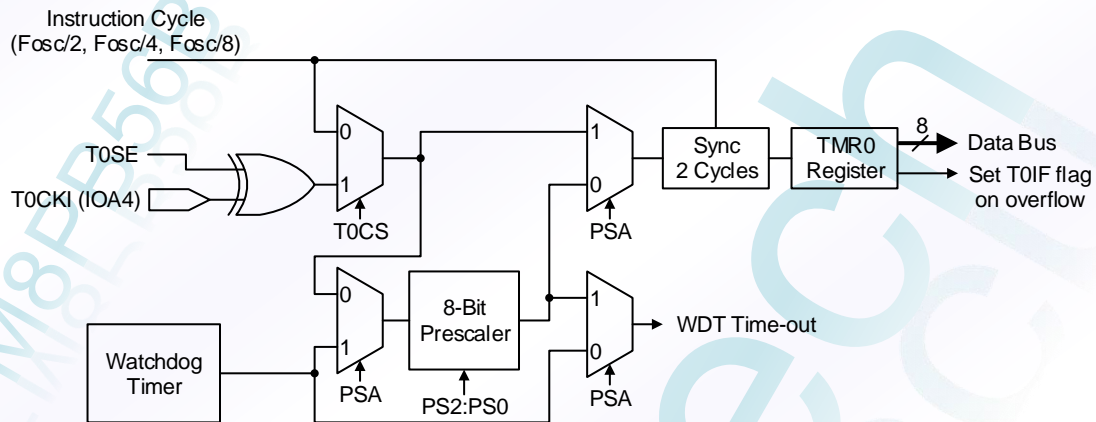 Instruction Cycle
(Fosc/2, Fosc/4, Fosc/8)
T0SE
T0CKI (IOA4)
0
1
T0CS
1
0
PSA
Sync
2 Cycles
TMR0
Register
8
Data Bus
Set T0IF flag
on overflow
Watchdog
Timer
0
1
PSA
8-Bit
Prescaler
PS2:PS0
1
0
PSA
WDT Time-out